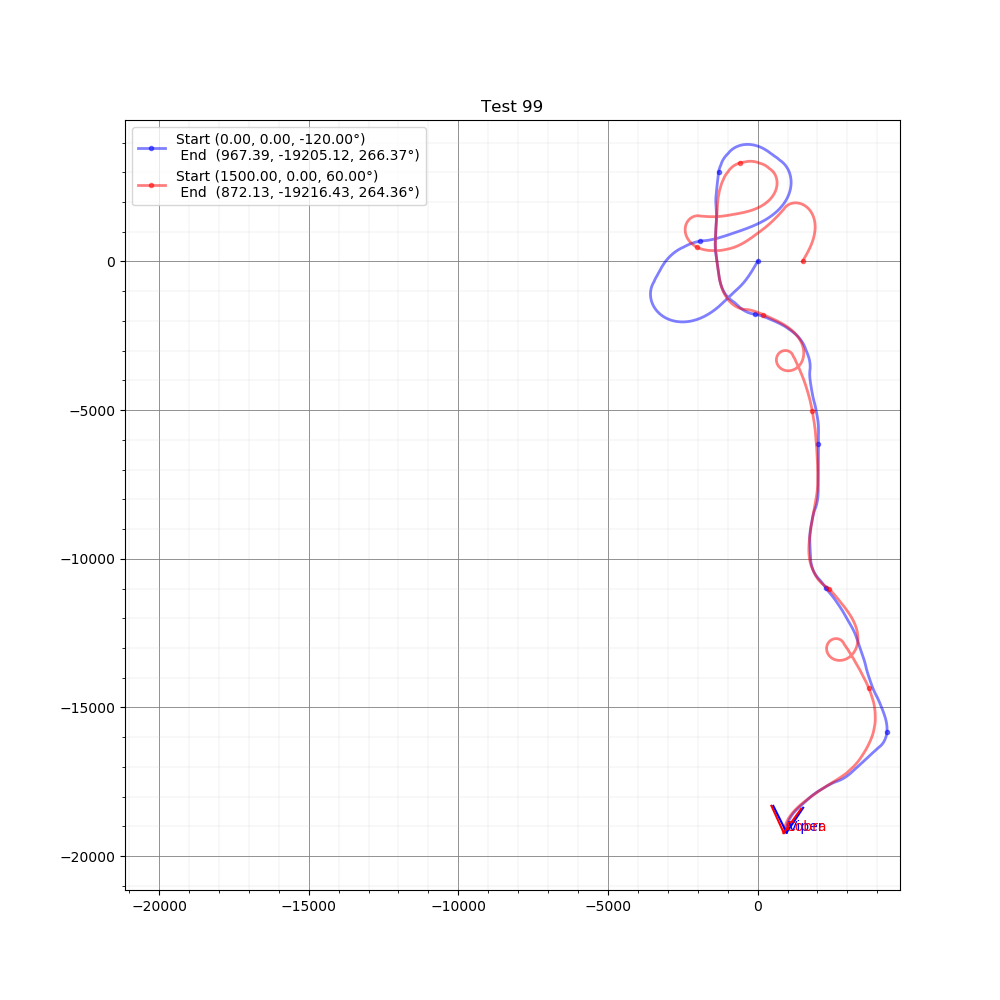 Test 99
Start (0.00, 0.00, -120.00°)
End (967.39, -19205.12, 266.37°)
Start (1500.00, 0.00, 60.00°)
End (872.13, -19216.43, 264.36°)
0
−5000
−10000
−15000
−20000
−20000 −15000 −10000 −5000 0